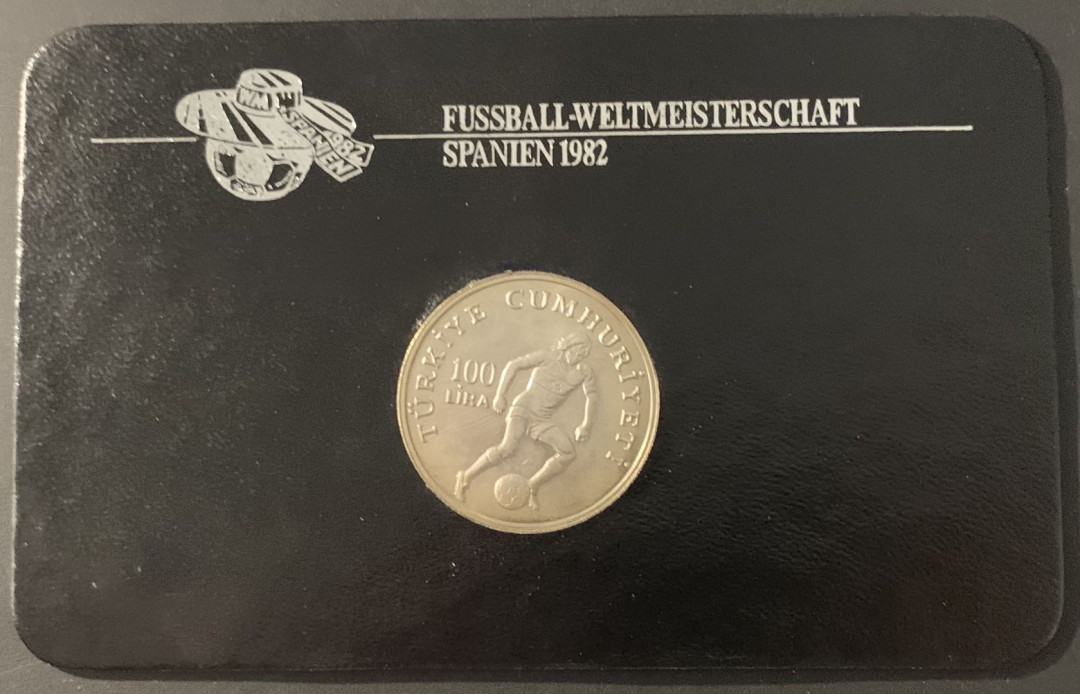 WM
SPANIEN
1982
FUSSBALL-WELTMEISTERSCHAFT
SPANIEN 1982
TÜRKİYE CUMHURİYETİ
100
LİRA